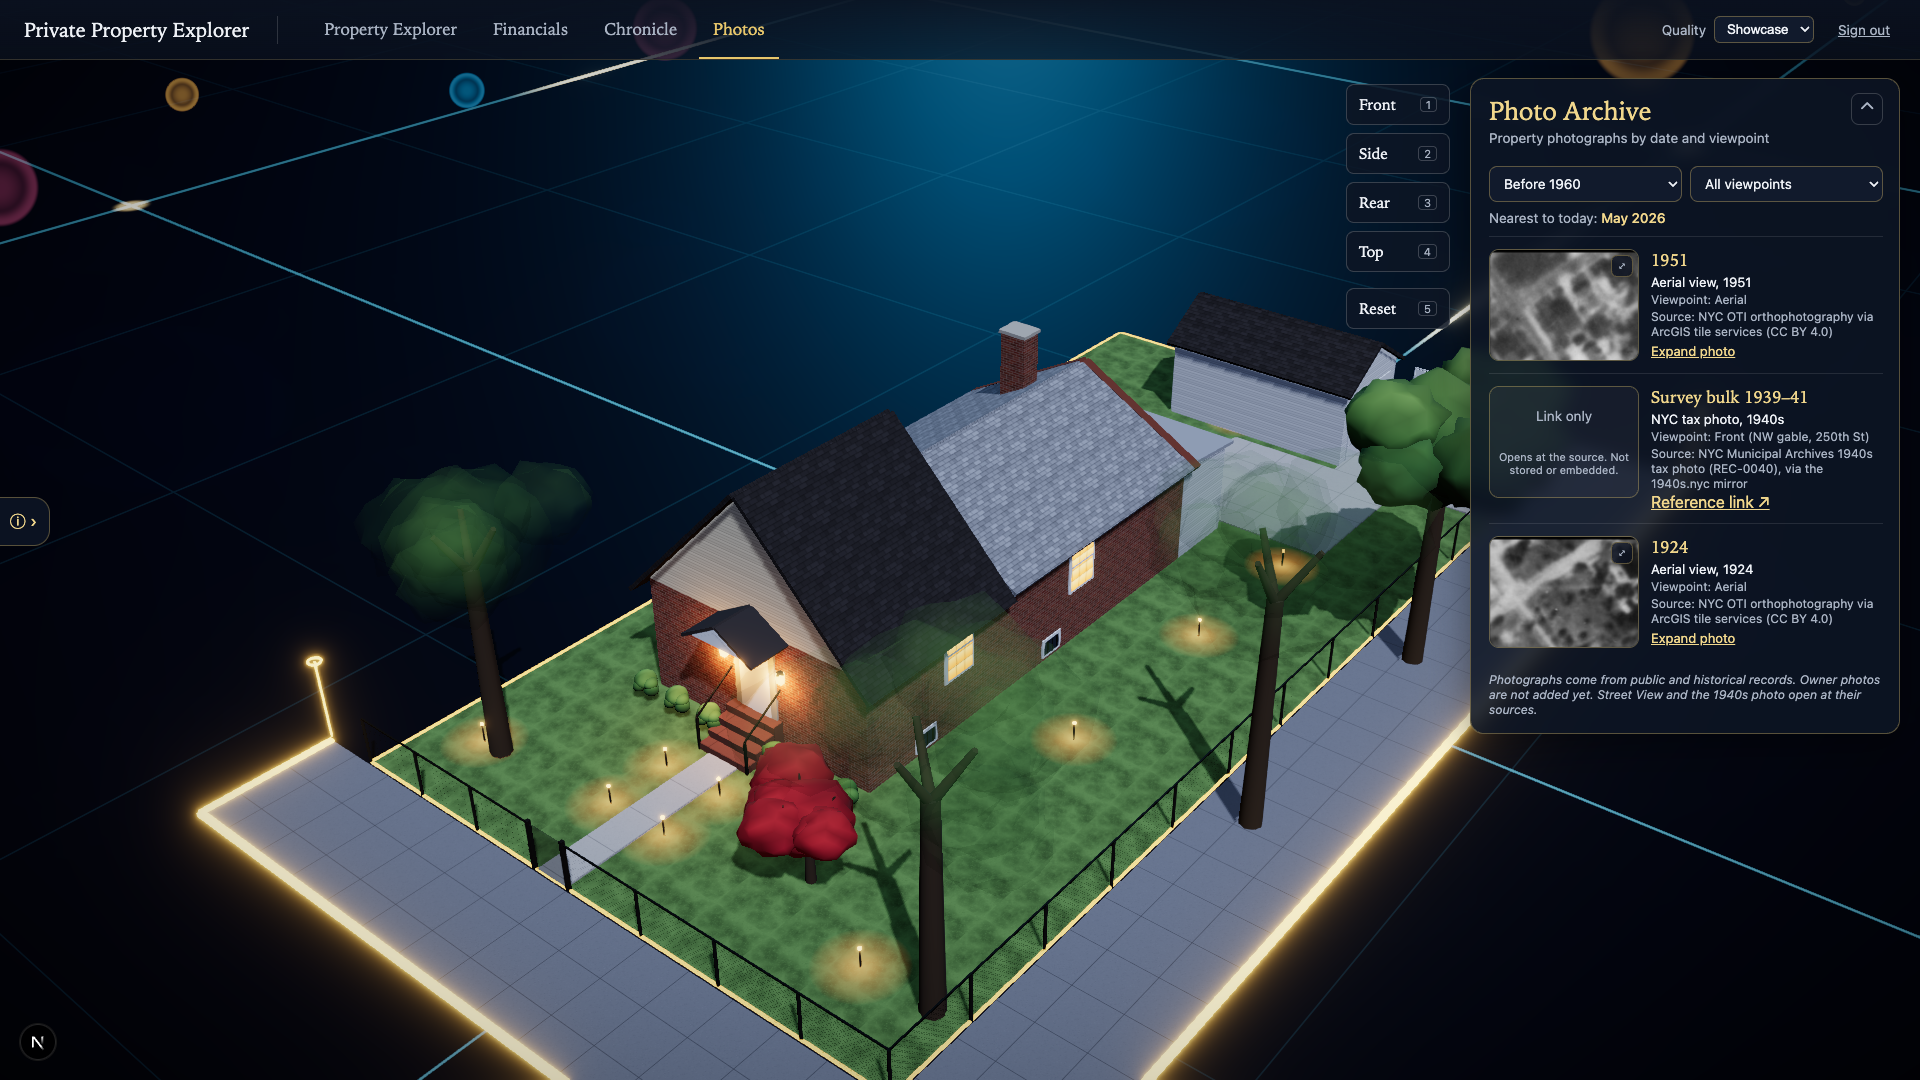 Private Property Explorer
Property Explorer
Financials
Chronicle
Photos
Quality
Showcase
Sign out
Front 1
Side 2
Rear 3
Top 4
Reset 5
Photo Archive
Property photographs by date and viewpoint
Before 1960
All viewpoints
Nearest to today: May 2026
1951
Aerial view, 1951
Viewpoint: Aerial
Source: NYC OTI orthophotography via
ArcGIS tile services (CC BY 4.0)
Expand photo
Link only
Opens at the source. Not
stored or embedded.
Survey bulk 1939–41
NYC tax photo, 1940s
Viewpoint: Front (NW gable, 250th St)
Source: NYC Municipal Archives 1940s
tax photo (REC-0040), via the
1940s.nyc mirror
Reference link ↗
1924
Aerial view, 1924
Viewpoint: Aerial
Source: NYC OTI orthophotography via
ArcGIS tile services (CC BY 4.0)
Expand photo
Photographs come from public and historical records. Owner photos
are not added yet. Street View and the 1940s photo open at their
sources.
N